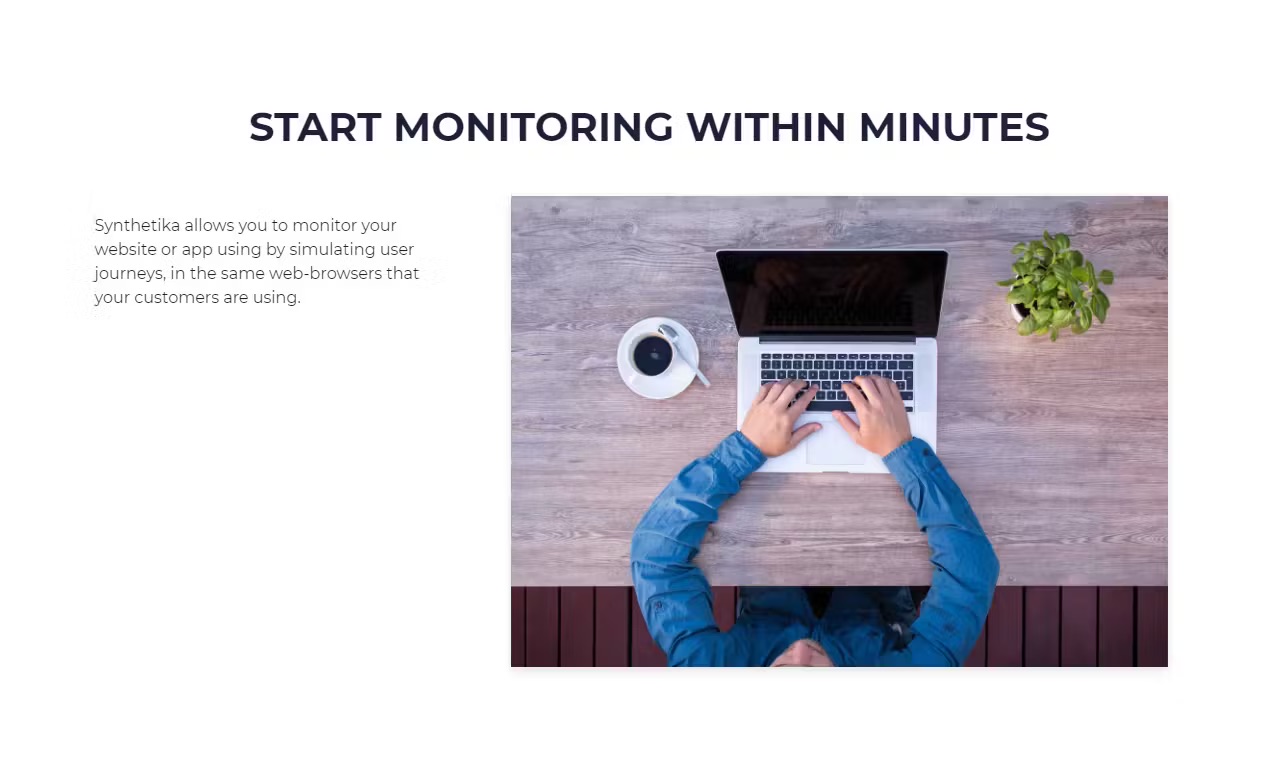 START MONITORING WITHIN MINUTES
Synthetika allows you to monitor your
website or app using by simulating user
journeys, in the same web-browsers that
your customers are using.